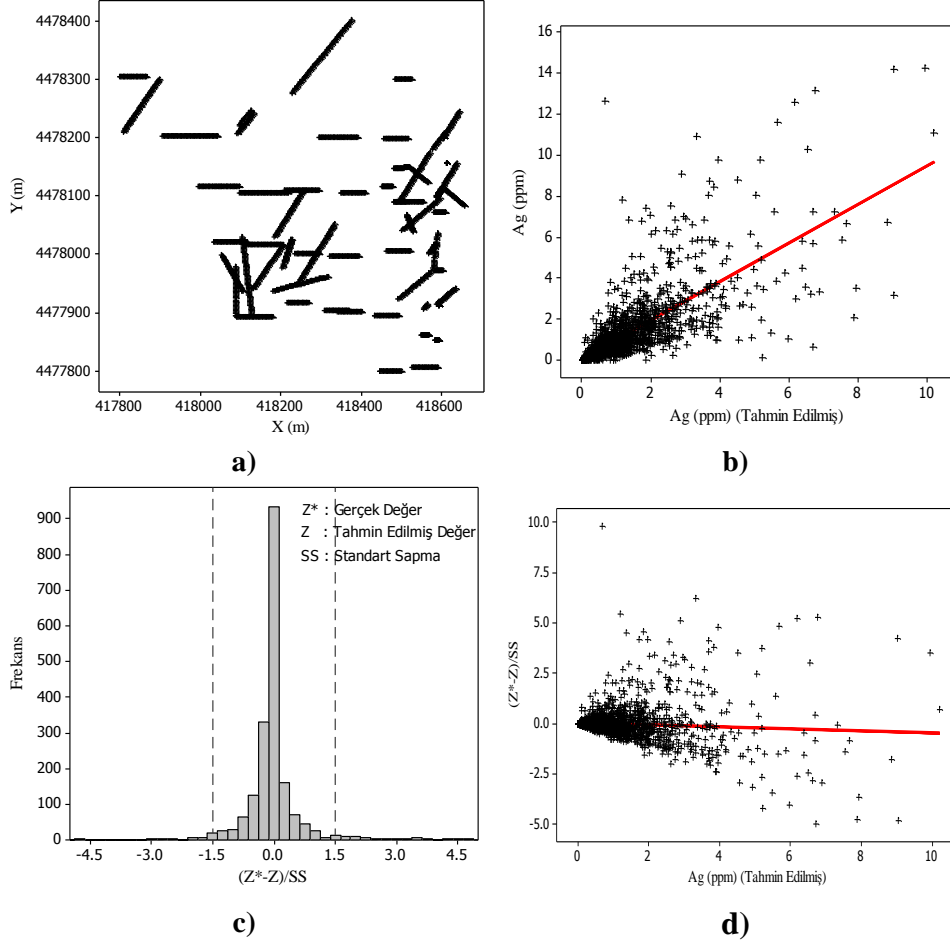 4478400
4478300
4478200
4478100
4478000
4477900
4477800
Y (m)
417800 418000 418200 418400 418600
X (m)
a)
16
14
12
10
8
6
4
2
0
Ag (ppm)
0 2 4 6 8 10
Ag (ppm) (Tahmin Edilmiş)
b)
Z* : Gerçek Değer
Z : Tahmin Edilmiş Değer
SS : Standart Sapma
900
800
700
600
500
400
300
200
100
0
Frekans
-4.5 -3.0 -1.5 0.0 1.5 3.0 4.5
(Z*-Z)/SS
c)
10.0
7.5
5.0
2.5
0.0
-2.5
-5.0
(Z*-Z)/SS
0 2 4 6 8 10
Ag (ppm) (Tahmin Edilmiş)
d)